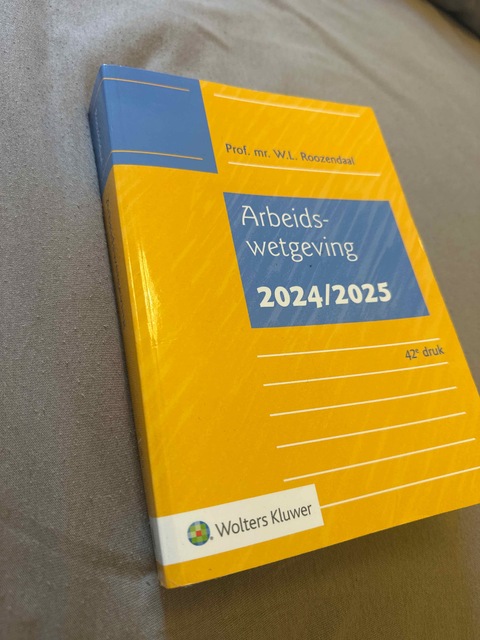 Prof. mr. W.L. Roozendaal
Arbeids-
wetgeving
2024/2025
42e druk
Wolters Kluwer